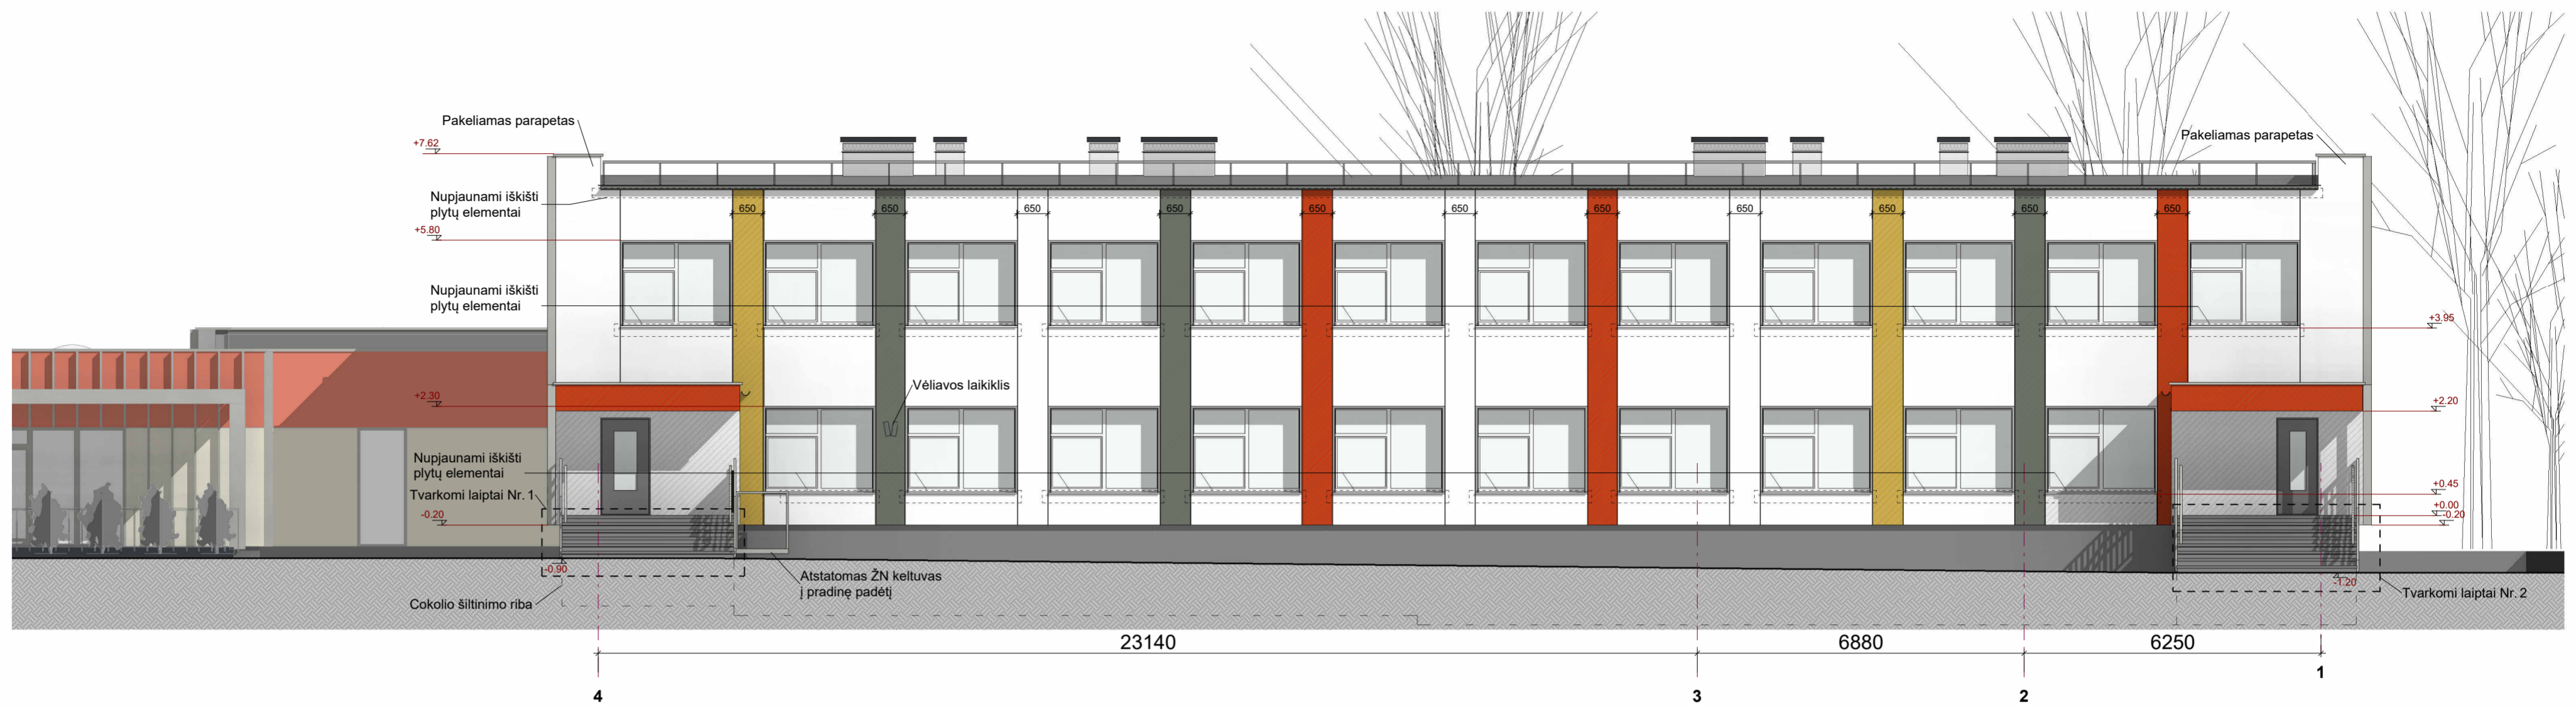 Pakeliamas parapetas
Pakeliamas parapetas
+7.62
Nupjaunami iškišti
plytų elementai
650 650 650 650 650 650 650 650 650 650 650
+5.80
Nupjaunami iškišti
plytų elementai
+3.95
Vėliavos laikiklis
+2.30
+2.20
Nupjaunami iškišti
plytų elementai
Tvarkomi laiptai Nr. 1
+0.45
+0.00
-0.20
-0.20
-0.90
Atstatomas ŽN keltuvas
į pradinę padėtį
-1.20
Cokolio šiltinimo riba
Tvarkomi laiptai Nr. 2
23140 6880 6250
4 3 2 1